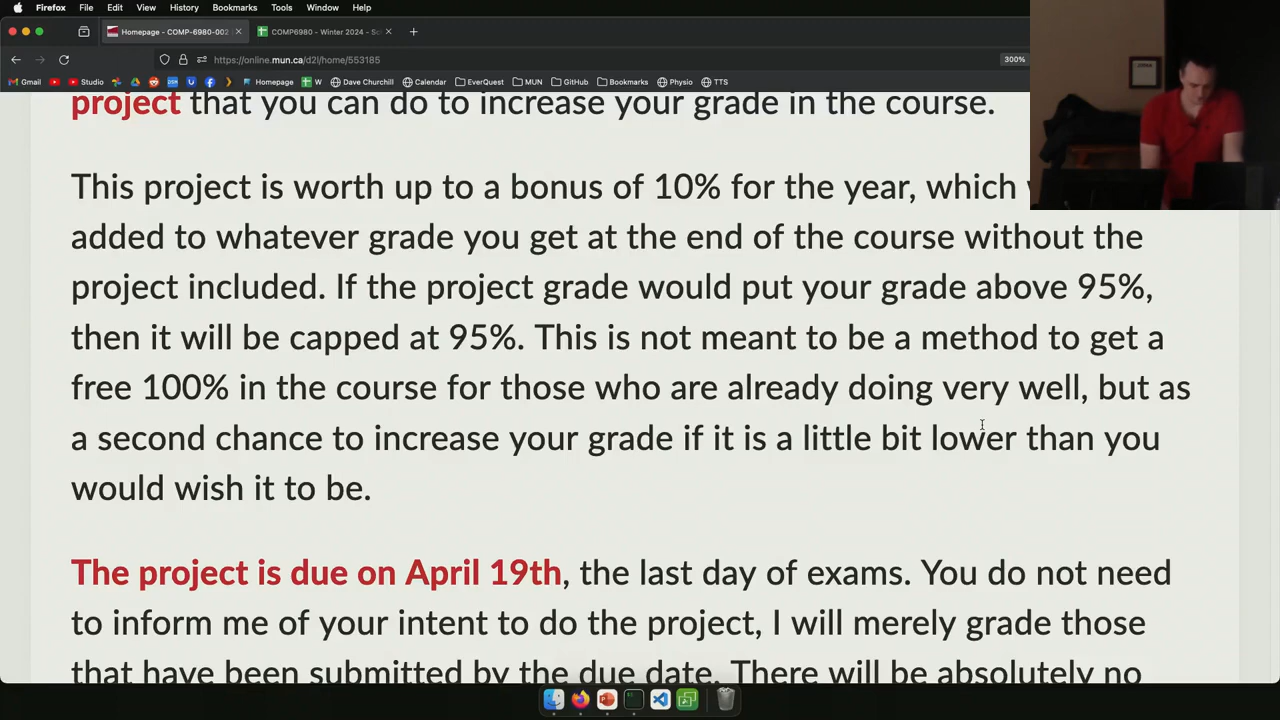 Firefox File Edit View History Bookmarks Tools Window Help
Homepage - COMP-6980-002
COMP6980 - Winter 2024 - Sc
https://online.mun.ca/d2l/home/553185
300%
Gmail Studio Homepage W Dave Churchill Calendar EverQuest MUN GitHub Bookmarks Physio TTS
project that you can do to increase your grade in the course.
This project is worth up to a bonus of 10% for the year, which
added to whatever grade you get at the end of the course without the
project included. If the project grade would put your grade above 95%,
then it will be capped at 95%. This is not meant to be a method to get a
free 100% in the course for those who are already doing very well, but as
a second chance to increase your grade if it is a little bit lower than you
would wish it to be.
The project is due on April 19th, the last day of exams. You do not need
to inform me of your intent to do the project, I will merely grade those
that have been submitted by the due date. There will be absolutely no